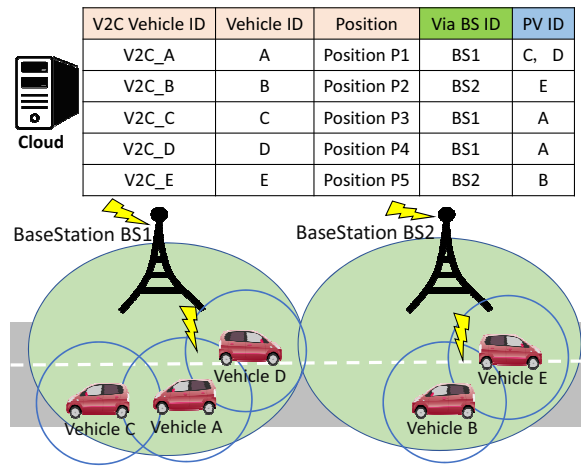 V2C Vehicle ID Vehicle ID Position Via BS ID PV ID
V2C_A A Position P1 BS1 C, D
V2C_B B Position P2 BS2 E
V2C_C C Position P3 BS1 A
V2C_D D Position P4 BS1 A
V2C_E E Position P5 BS2 B
Cloud
BaseStation BS1
BaseStation BS2
Vehicle D
Vehicle E
Vehicle C
Vehicle A
Vehicle B